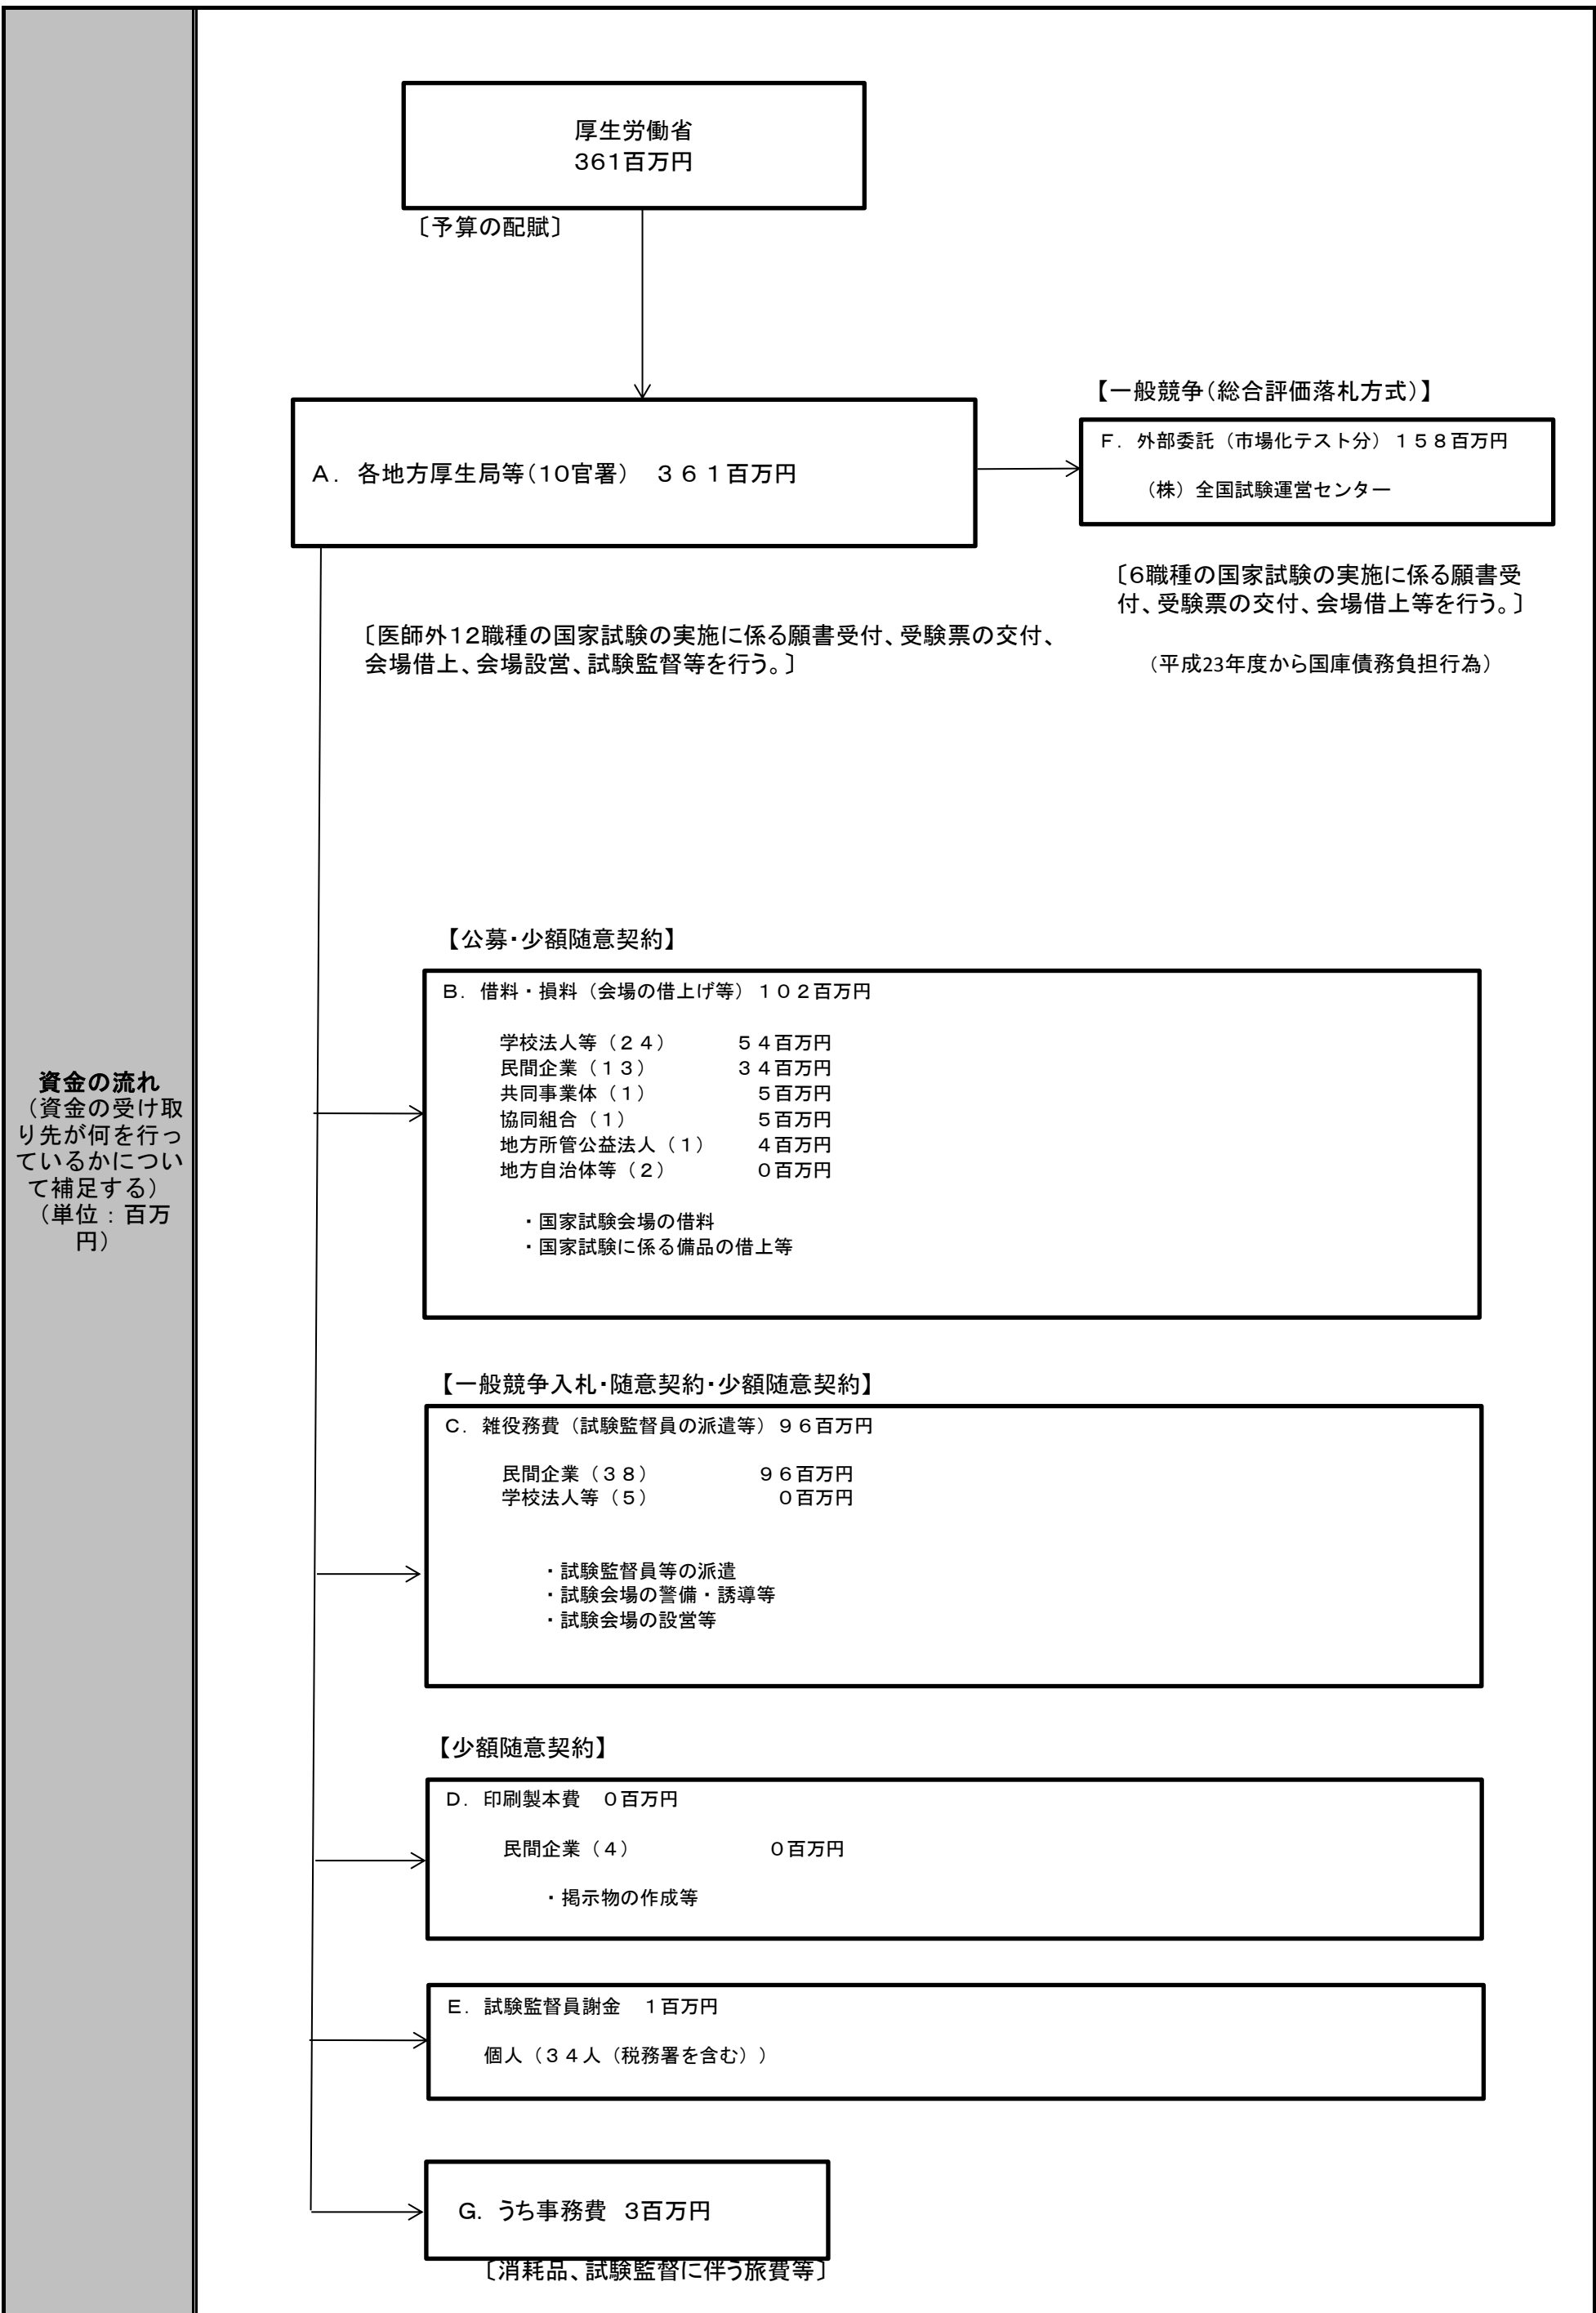 資金の流れ
（資金の受け取
り先が何を行っ
ているかについ
て補足する）
（単位：百万
円）
厚生労働省
361百万円
〔予算の配賦〕
Ａ．各地方厚生局等（10官署）　３６１百万円
【一般競争（総合評価落札方式）】
Ｆ．外部委託（市場化テスト分）１５８百万円
（株）全国試験運営センター
〔6職種の国家試験の実施に係る願書受
付、受験票の交付、会場借上等を行う。〕
（平成23年度から国庫債務負担行為）
〔医師外１２職種の国家試験の実施に係る願書受付、受験票の交付、
会場借上、会場設営、試験監督等を行う。〕
【公募・少額随意契約】
Ｂ．借料・損料（会場の借上げ等）１０２百万円
学校法人等（２４）　５４百万円
民間企業（１３）　３４百万円
共同事業体（１）　５百万円
協同組合（１）　５百万円
地方所管公益法人（１）　４百万円
地方自治体等（２）　０百万円
・国家試験会場の借料
・国家試験に係る備品の借上等
【一般競争入札・随意契約・少額随意契約】
Ｃ．雑役務費（試験監督員の派遣等）９６百万円
民間企業（３８）　９６百万円
学校法人等（５）　０百万円
・試験監督員等の派遣
・試験会場の警備・誘導等
・試験会場の設営等
【少額随意契約】
Ｄ．印刷製本費　０百万円
民間企業（４）　０百万円
・掲示物の作成等
Ｅ．試験監督員謝金　１百万円
個人（３４人（税務署を含む））
Ｇ．うち事務費　3百万円
〔消耗品、試験監督に伴う旅費等〕